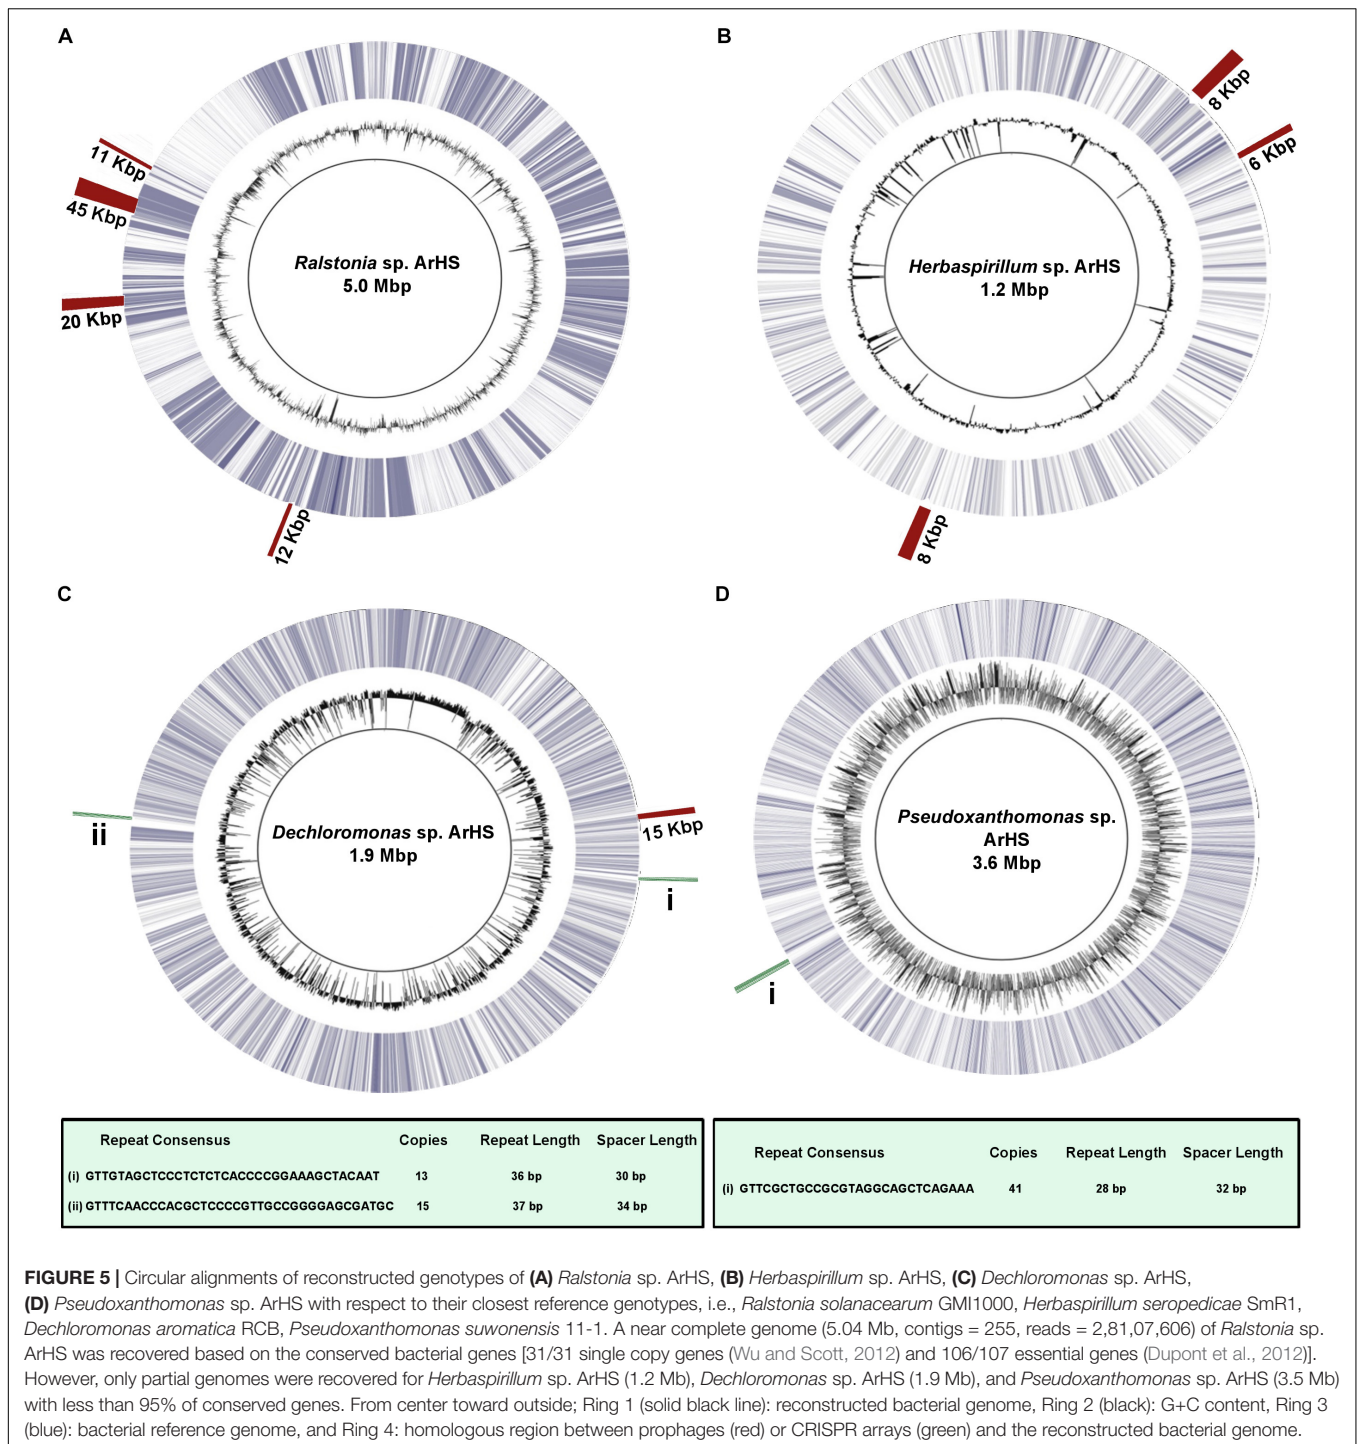 A
11 Kbp
45 Kbp
20 Kbp
12 Kbp
Ralstonia sp. ArHS
5.0 Mbp
B
8 Kbp
6 Kbp
8 Kbp
Herbaspirillum sp. ArHS
1.2 Mbp
C
ii
15 Kbp
i
Dechloromonas sp. ArHS
1.9 Mbp
D
i
Pseudoxanthomonas sp.
ArHS
3.6 Mbp
Repeat Consensus Copies Repeat Length Spacer Length
(i) GTTGTAGCTCCCTCTCTCACCCCGGAAAGCTACAAT 13 36 bp 30 bp
(ii) GTTTCAACCCACGCTCCCCGTTGCCGGGGAGCGATGC 15 37 bp 34 bp
Repeat Consensus Copies Repeat Length Spacer Length
(i) GTTCGCTGCCGCGTAGGCAGCTCAGAAA 41 28 bp 32 bp
FIGURE 5 | Circular alignments of reconstructed genotypes of (A) Ralstonia sp. ArHS, (B) Herbaspirillum sp. ArHS, (C) Dechloromonas sp. ArHS,
(D) Pseudoxanthomonas sp. ArHS with respect to their closest reference genotypes, i.e., Ralstonia solanacearum GMI1000, Herbaspirillum seropedicae SmR1,
Dechloromonas aromatica RCB, Pseudoxanthomonas suwonensis 11-1. A near complete genome (5.04 Mb, contigs = 255, reads = 2,81,07,606) of Ralstonia sp.
ArHS was recovered based on the conserved bacterial genes [31/31 single copy genes (Wu and Scott, 2012) and 106/107 essential genes (Dupont et al., 2012)].
However, only partial genomes were recovered for Herbaspirillum sp. ArHS (1.2 Mb), Dechloromonas sp. ArHS (1.9 Mb), and Pseudoxanthomonas sp. ArHS (3.5 Mb)
with less than 95% of conserved genes. From center toward outside; Ring 1 (solid black line): reconstructed bacterial genome, Ring 2 (black): G+C content, Ring 3
(blue): bacterial reference genome, and Ring 4: homologous region between prophages (red) or CRISPR arrays (green) and the reconstructed bacterial genome.